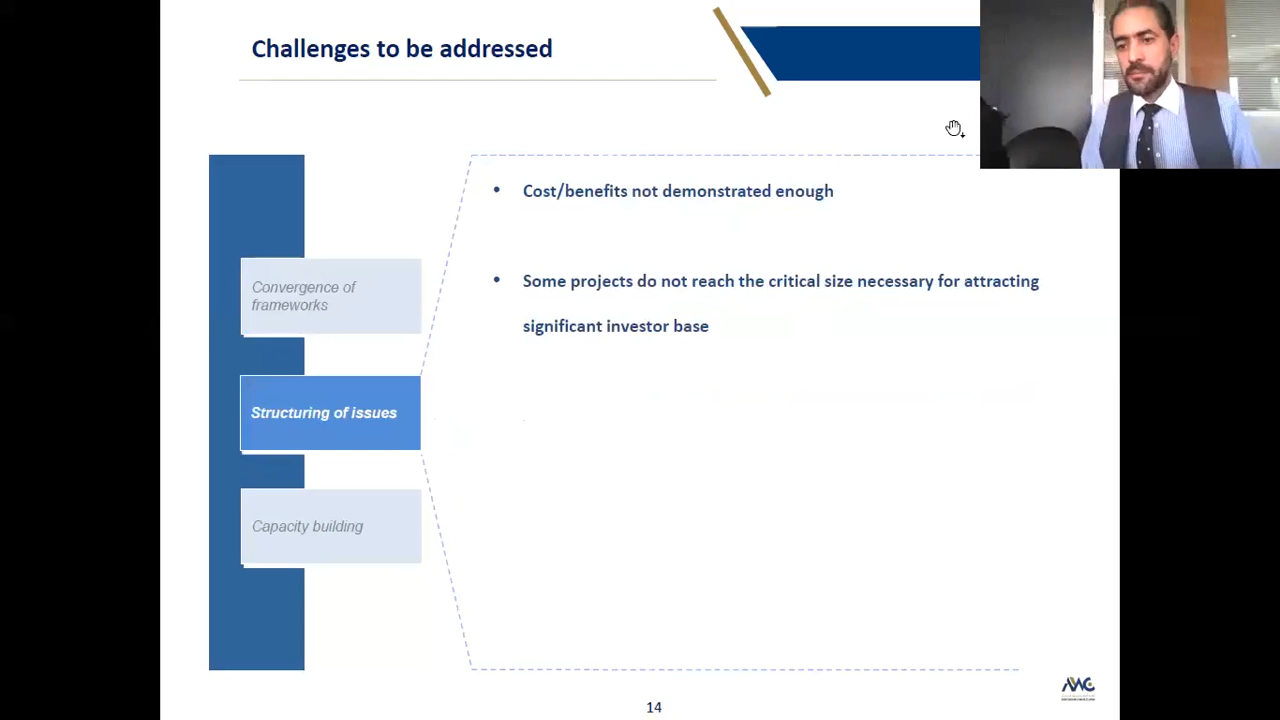 Challenges to be addressed
• Cost/benefits not demonstrated enough
• Some projects do not reach the critical size necessary for attracting
significant investor base
Convergence of
frameworks
Structuring of issues
Capacity building
14